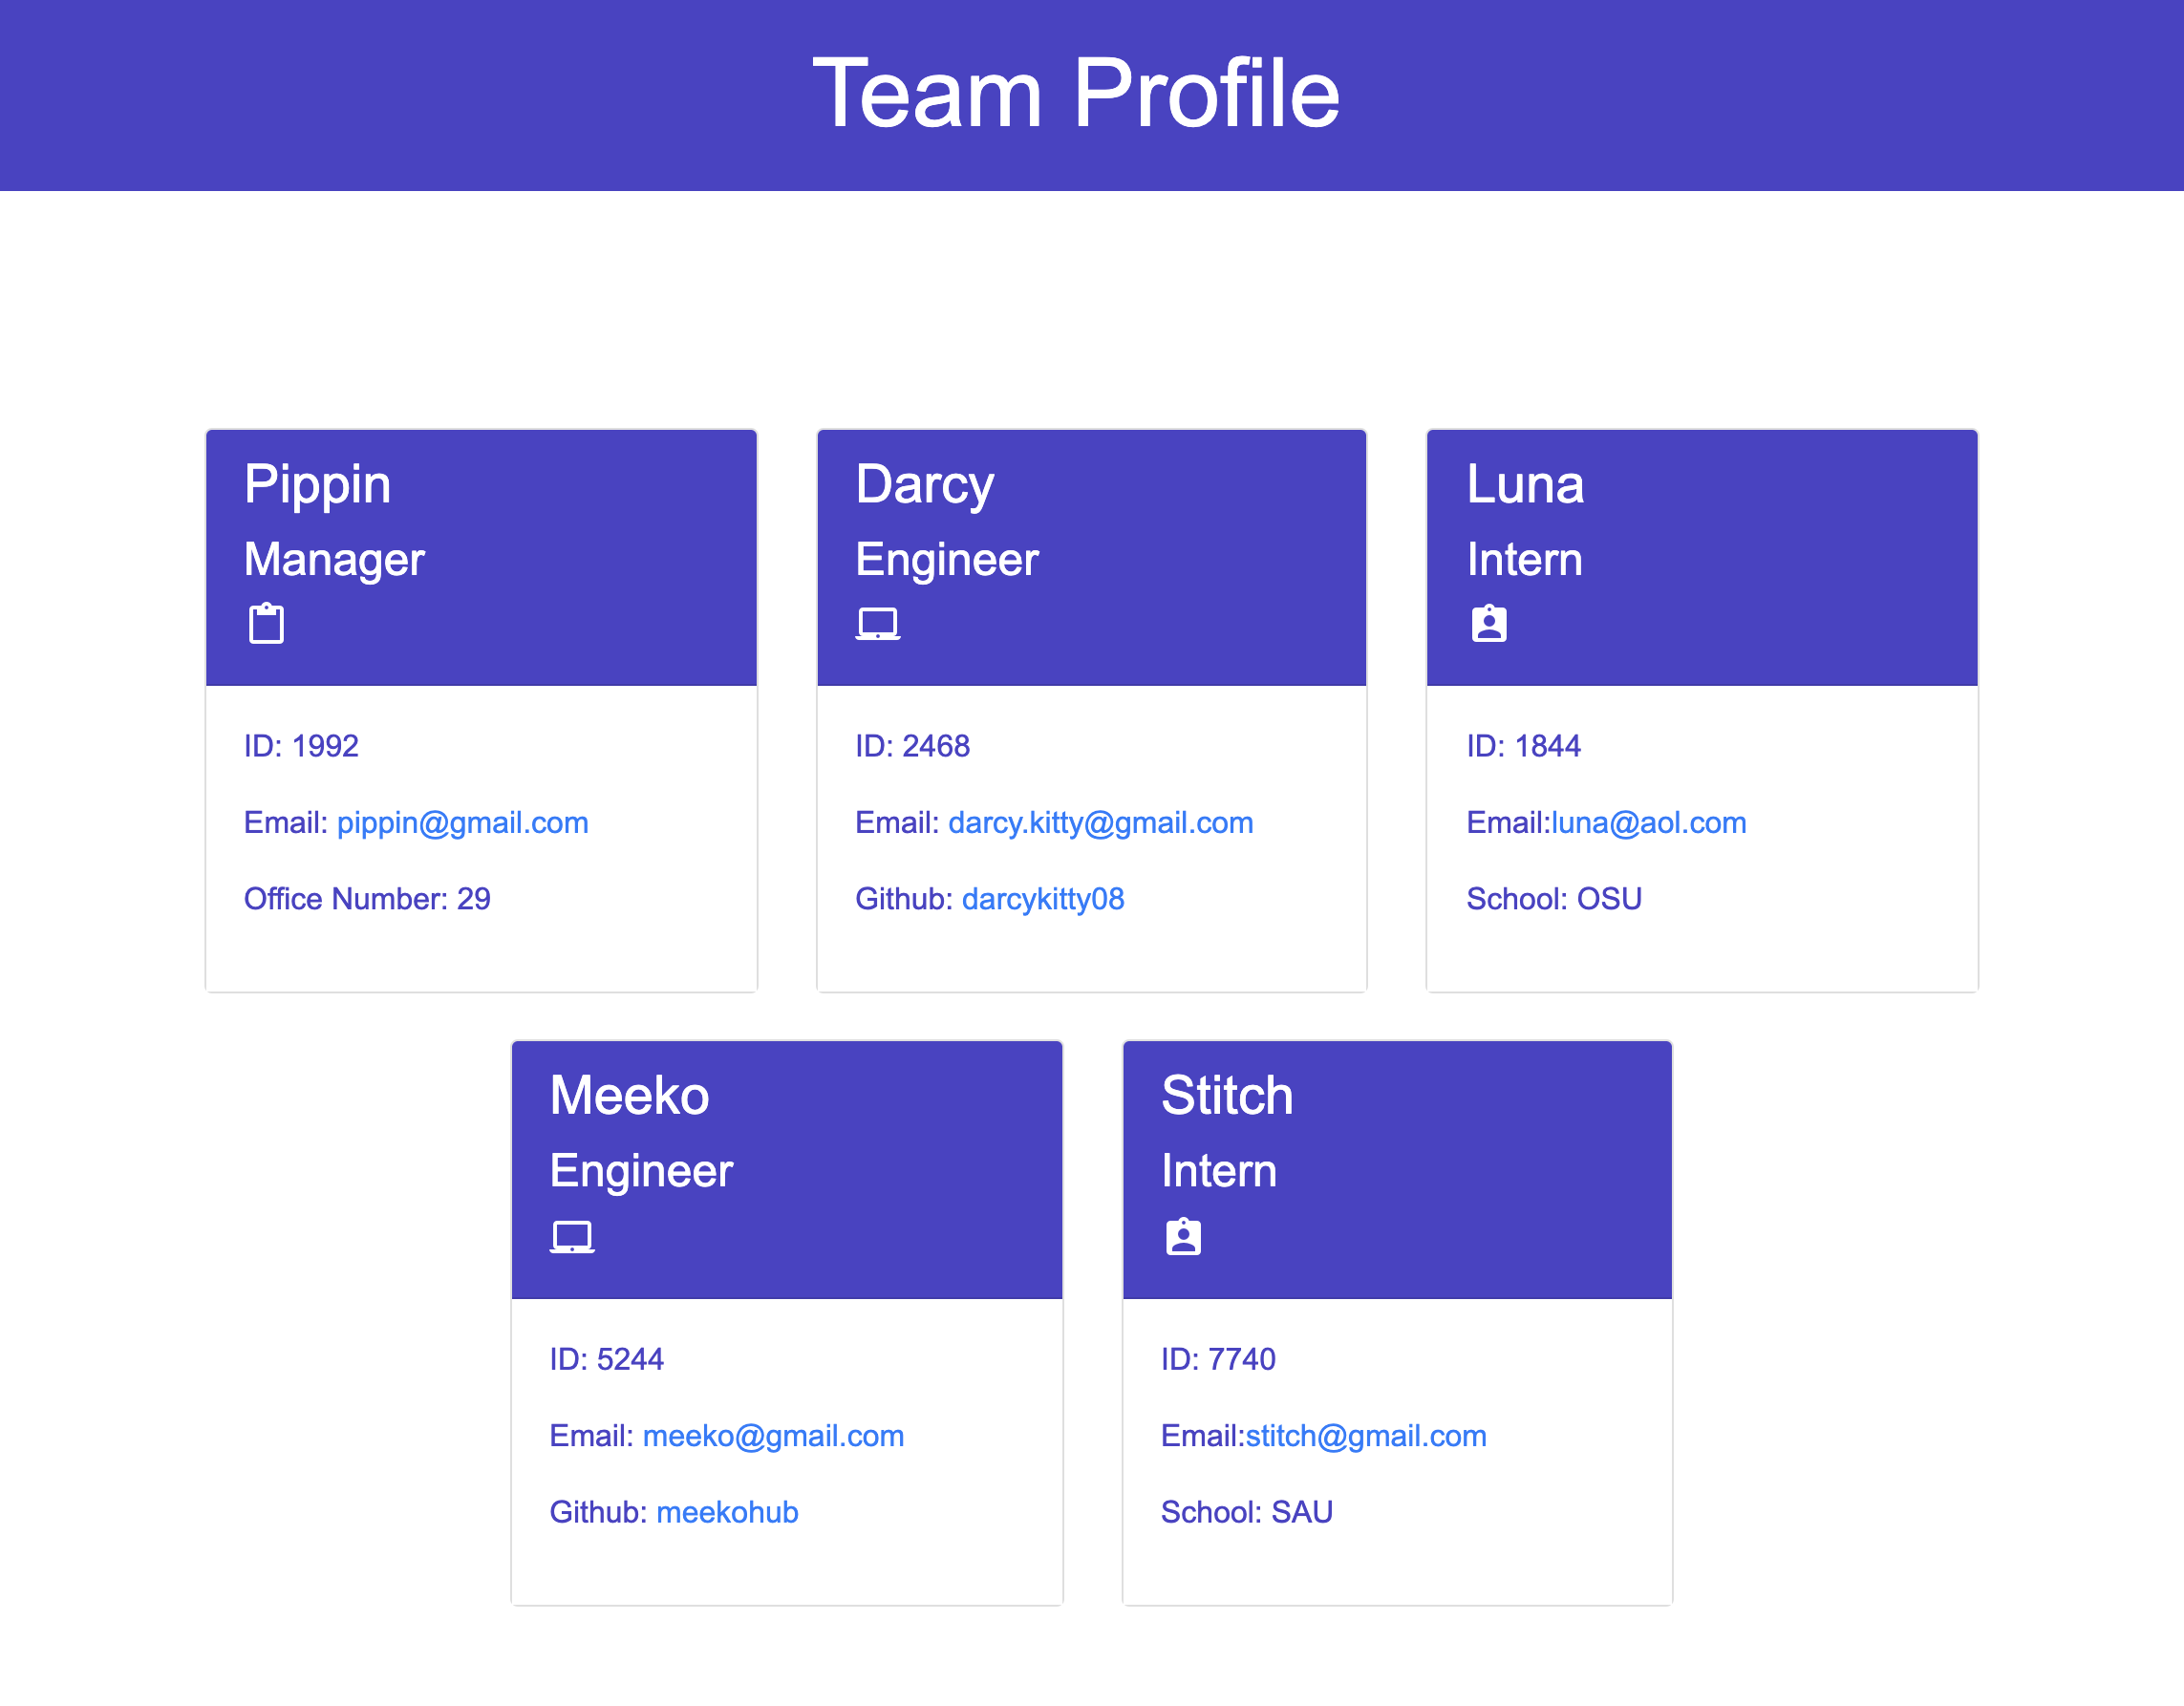 Team Profile
Pippin
Manager
ID: 1992
Email: pippin@gmail.com
Office Number: 29
Darcy
Engineer
ID: 2468
Email: darcy.kitty@gmail.com
Github: darcykitty08
Luna
Intern
ID: 1844
Email:luna@aol.com
School: OSU
Meeko
Engineer
ID: 5244
Email: meeko@gmail.com
Github: meekohub
Stitch
Intern
ID: 7740
Email:stitch@gmail.com
School: SAU